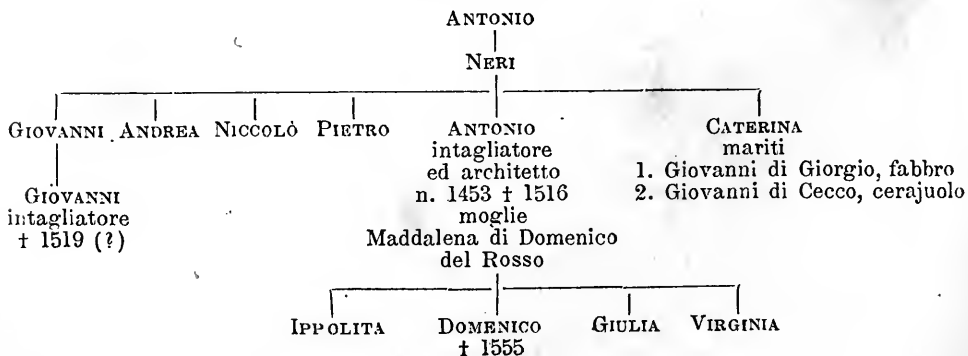 ANTONIO
NERI
GIOVANNI ANDREA NICCOLÒ PIETRO ANTONIO CATERINA
intagliatore mariti
ed architetto 1. Giovanni di Giorgio, fabbro
GIOVANNI n. 1453 † 1516 2. Giovanni di Cecco, cerajuolo
intagliatore moglie
† 1519 (?) Maddalena di Domenico
del Rosso
IPPOLITA DOMENICO GIULIA VIRGINIA
† 1555